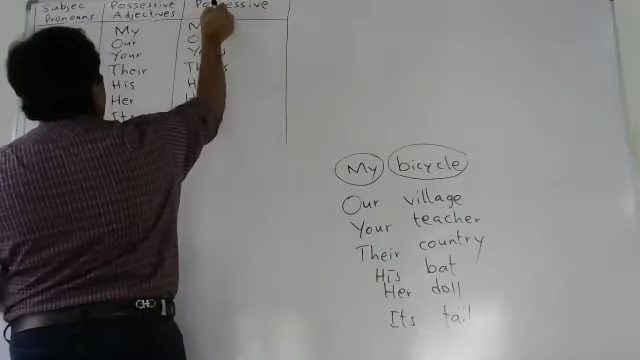 Subjec Possessive Possessive
Pronouns Adjectives
My
Our
Your
Their
His
Her
Its
My bicycle
Our village
Your teacher
Their country
His bat
Her doll
Its tail